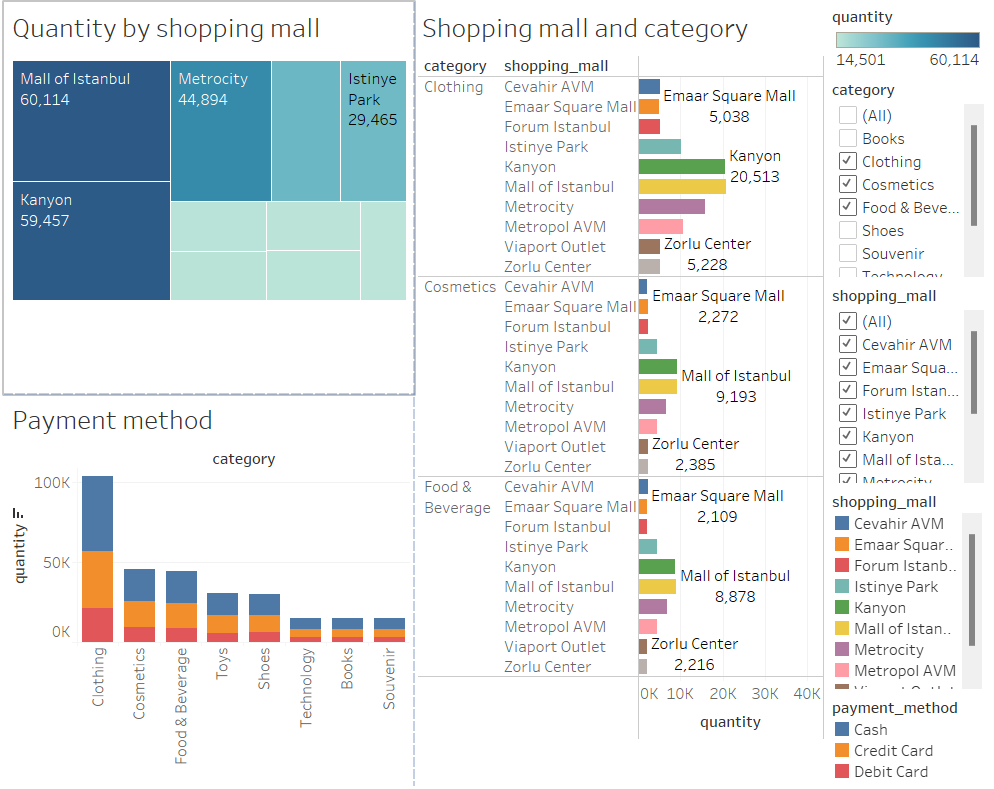 Quantity by shopping mall
Mall of Istanbul
60,114
Metrocity
44,894
Istinye
Park
29,465
Kanyon
59,457
Payment method
category
quantity
100K
50K
0K
Clothing
Cosmetics
Food & Beverage
Toys
Shoes
Technology
Books
Souvenir
Shopping mall and category
category shopping_mall
Clothing Cevahir AVM
Emaar Square Mall
Forum Istanbul
Istinye Park
Kanyon
Mall of Istanbul
Metrocity
Metropol AVM
Viaport Outlet
Zorlu Center
Emaar Square Mall
5,038
Kanyon
20,513
Zorlu Center
5,228
Cosmetics Cevahir AVM
Emaar Square Mall
Forum Istanbul
Istinye Park
Kanyon
Mall of Istanbul
Metrocity
Metropol AVM
Viaport Outlet
Zorlu Center
Emaar Square Mall
2,272
Mall of Istanbul
9,193
Zorlu Center
2,385
Food & Cevahir AVM
Beverage Emaar Square Mall
Forum Istanbul
Istinye Park
Kanyon
Mall of Istanbul
Metrocity
Metropol AVM
Viaport Outlet
Zorlu Center
Emaar Square Mall
2,109
Mall of Istanbul
8,878
Zorlu Center
2,216
0K 10K 20K 30K 40K
quantity
quantity
14,501 60,114
category
(All)
Books
Clothing
Cosmetics
Food & Beve...
Shoes
Souvenir
Technology
shopping_mall
(All)
Cevahir AVM
Emaar Squa...
Forum Istan...
Istinye Park
Kanyon
Mall of Ista...
Metrocity
shopping_mall
Cevahir AVM
Emaar Squar..
Forum Istanb..
Istinye Park
Kanyon
Mall of Istan..
Metrocity
Metropol AVM
Viaport Outlet
payment_method
Cash
Credit Card
Debit Card